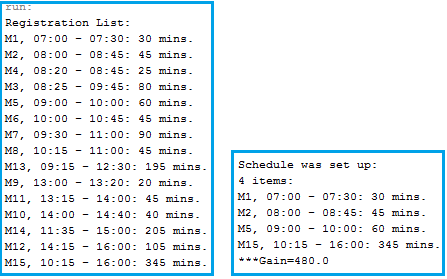 run:
Registration List:
M1, 07:00 - 07:30: 30 mins.
M2, 08:00 - 08:45: 45 mins.
M4, 08:20 - 08:45: 25 mins.
M3, 08:25 - 09:45: 80 mins.
M5, 09:00 - 10:00: 60 mins.
M6, 10:00 - 10:45: 45 mins.
M7, 09:30 - 11:00: 90 mins.
M8, 10:15 - 11:00: 45 mins.
M13, 09:15 - 12:30: 195 mins.
M9, 13:00 - 13:20: 20 mins.
M11, 13:15 - 14:00: 45 mins.
M10, 14:00 - 14:40: 40 mins.
M14, 11:35 - 15:00: 205 mins.
M12, 14:15 - 16:00: 105 mins.
M15, 10:15 - 16:00: 345 mins.
Schedule was set up:
4 items:
M1, 07:00 - 07:30: 30 mins.
M2, 08:00 - 08:45: 45 mins.
M5, 09:00 - 10:00: 60 mins.
M15, 10:15 - 16:00: 345 mins.
***Gain=480.0